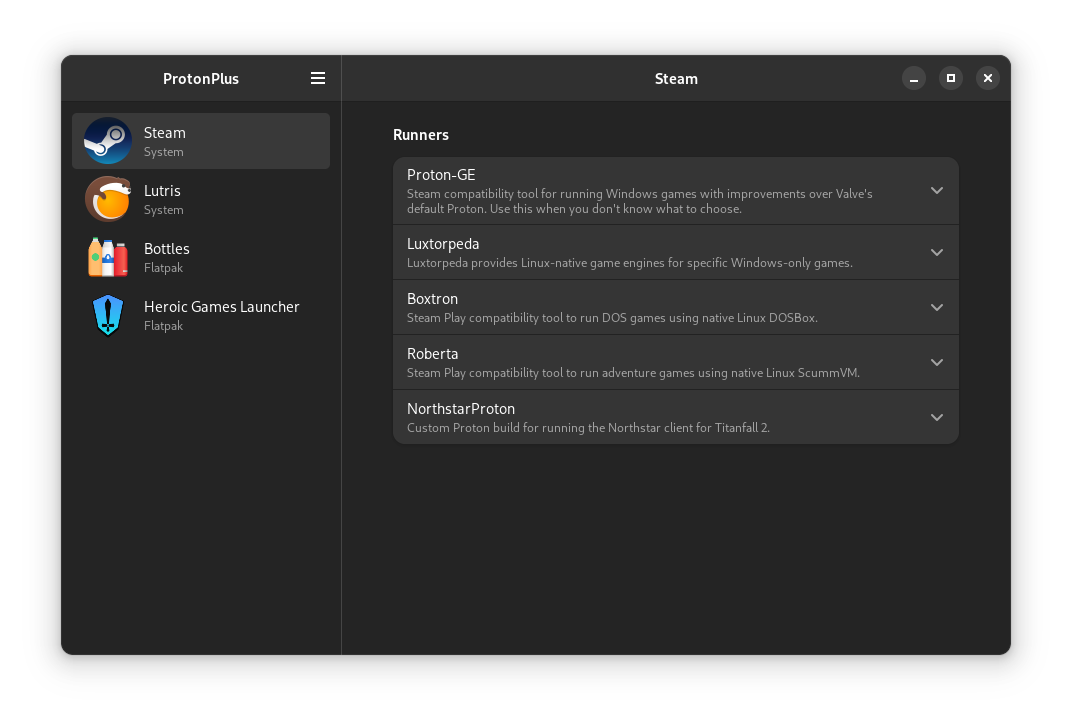 ProtonPlus
Steam
System
Lutris
System
Bottles
Flatpak
Heroic Games Launcher
Flatpak
Steam
Runners
Proton-GE
Steam compatibility tool for running Windows games with improvements over Valve's
default Proton. Use this when you don't know what to choose.
Luxtorpeda
Luxtorpeda provides Linux-native game engines for specific Windows-only games.
Boxtron
Steam Play compatibility tool to run DOS games using native Linux DOSBox.
Roberta
Steam Play compatibility tool to run adventure games using native Linux ScummVM.
NorthstarProton
Custom Proton build for running the Northstar client for Titanfall 2.